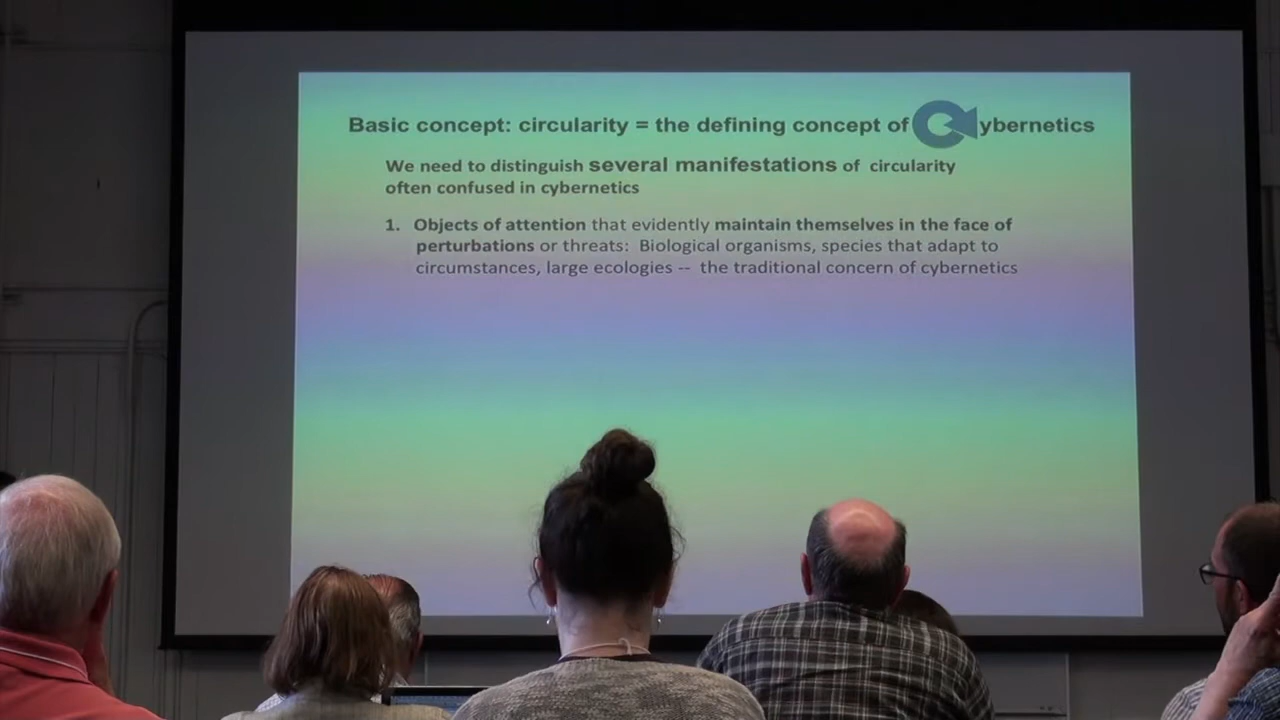 Basic concept: circularity = the defining concept of Cybernetics
We need to distinguish several manifestations of circularity
often confused in cybernetics
1. Objects of attention that evidently maintain themselves in the face of
perturbations or threats: Biological organisms, species that adapt to
circumstances, large ecologies -- the traditional concern of cybernetics